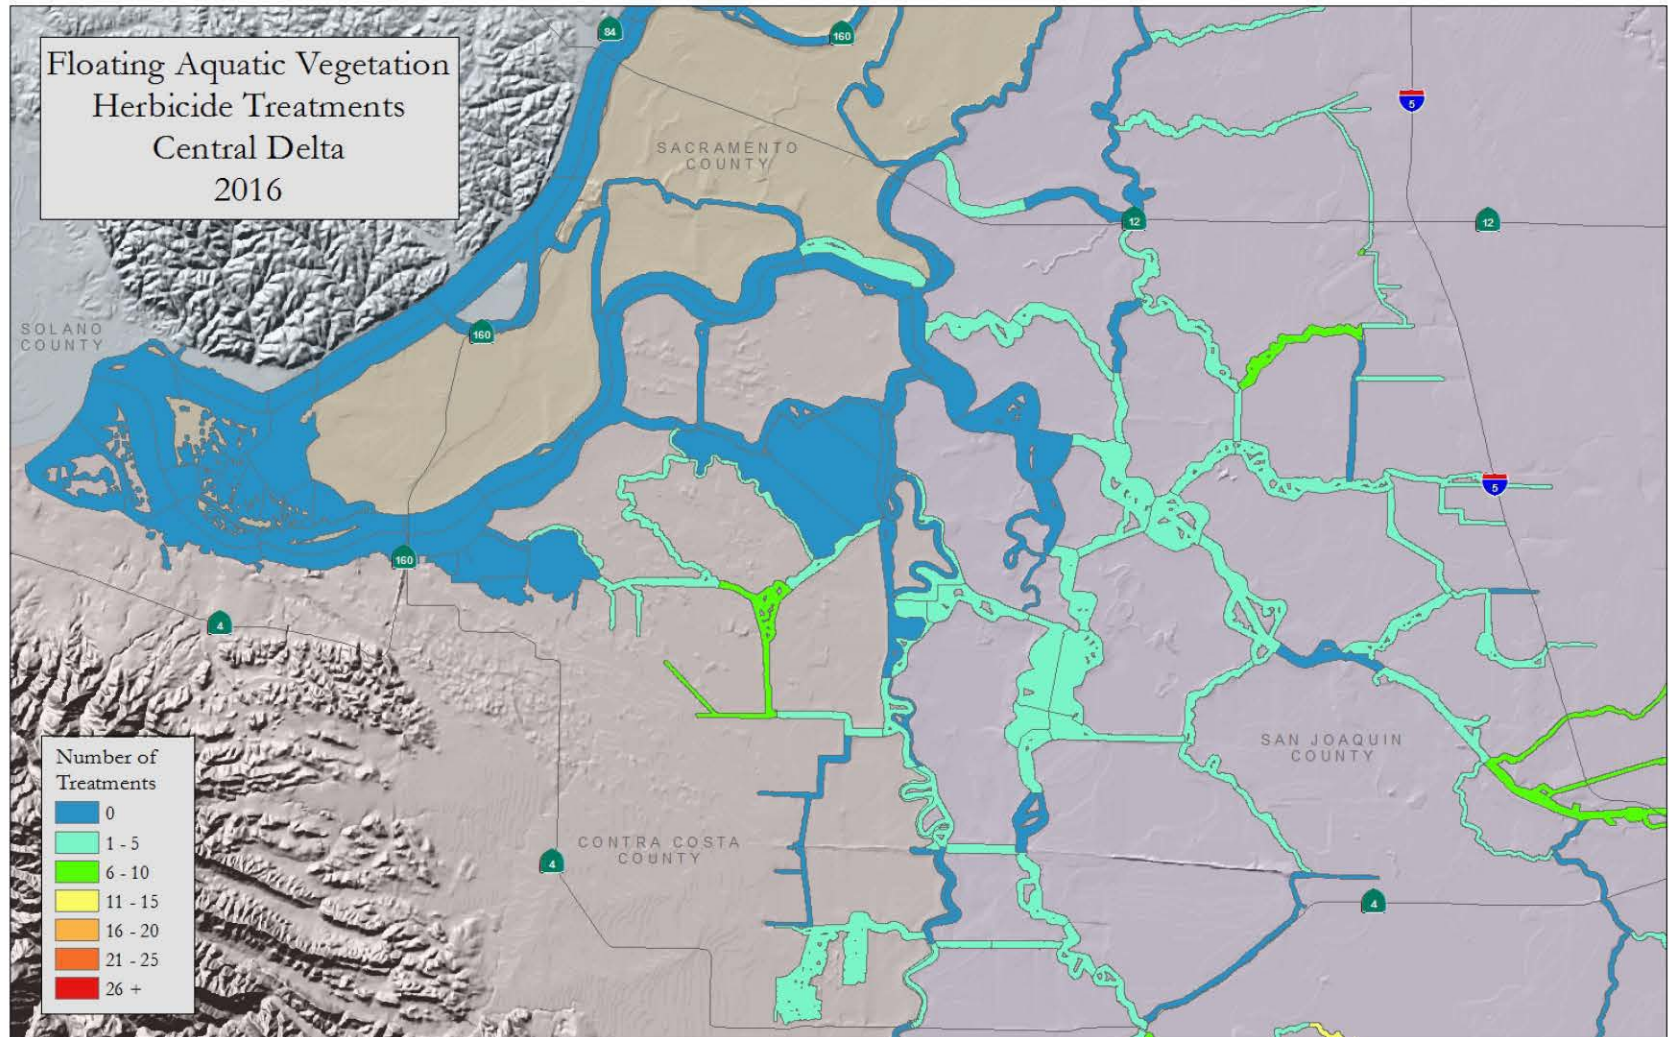 Floating Aquatic Vegetation
Herbicide Treatments
Central Delta
2016
84
160
5
SACRAMENTO
COUNTY
12
12
SOLANO
COUNTY
160
5
160
4
SAN JOAQUIN
COUNTY
Number of
Treatments
0
1 - 5
6 - 10
11 - 15
16 - 20
21 - 25
26 +
CONTRA COSTA
COUNTY
4
4